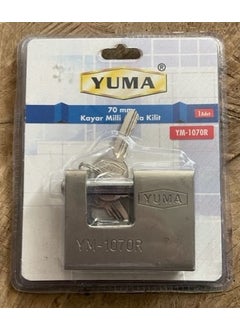 YUMA
70 mm
Kayar Milli
Kilit
1 Adet
YM-1070R
YUMA
YM-1070R